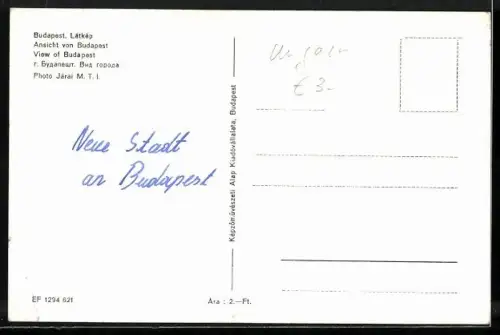 Budapest, Látkép
Ansicht von Budapest
View of Budapest
г. Будапешт. Вид города
Photo Járai M. T. I.
Neue Stadt
an Budapest
EF 1294 621
Képzőművészeti Alap Kiadóvállalata, Budapest
Ára : 2.—Ft.
Ungarn
€ 3.-